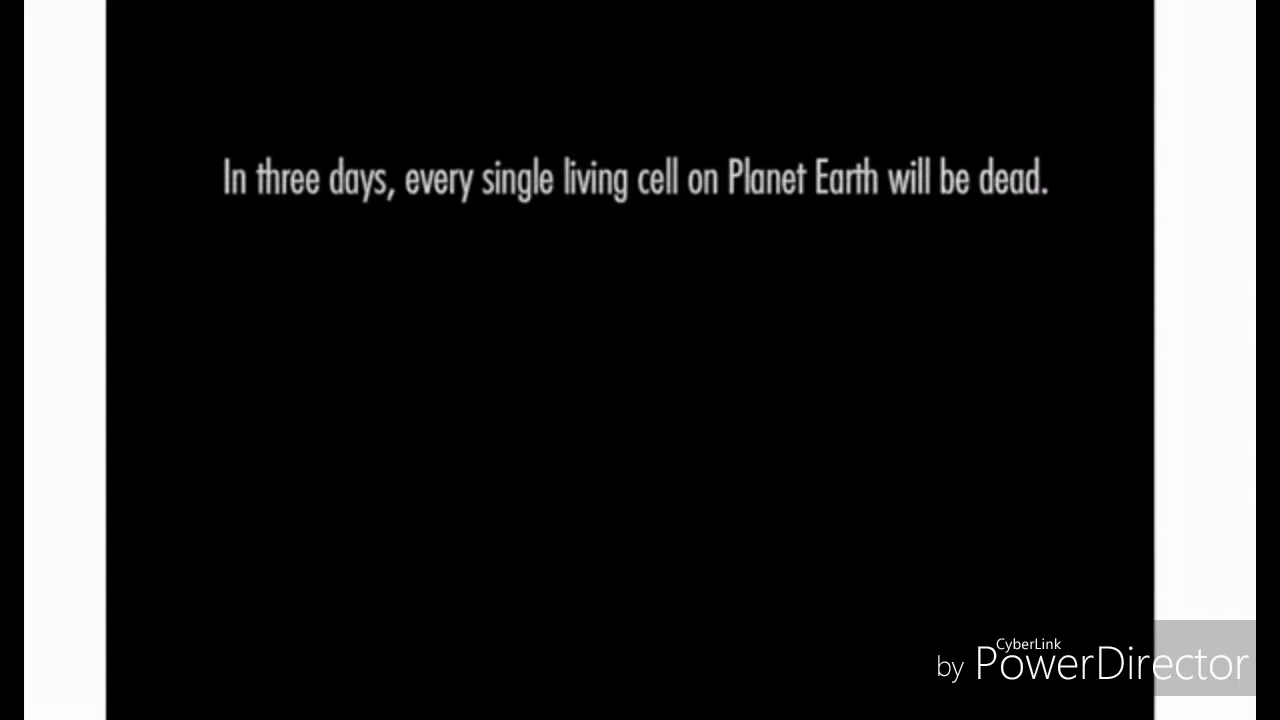 In three days, every single living cell on Planet Earth will be dead.
CyberLink
by PowerDirector